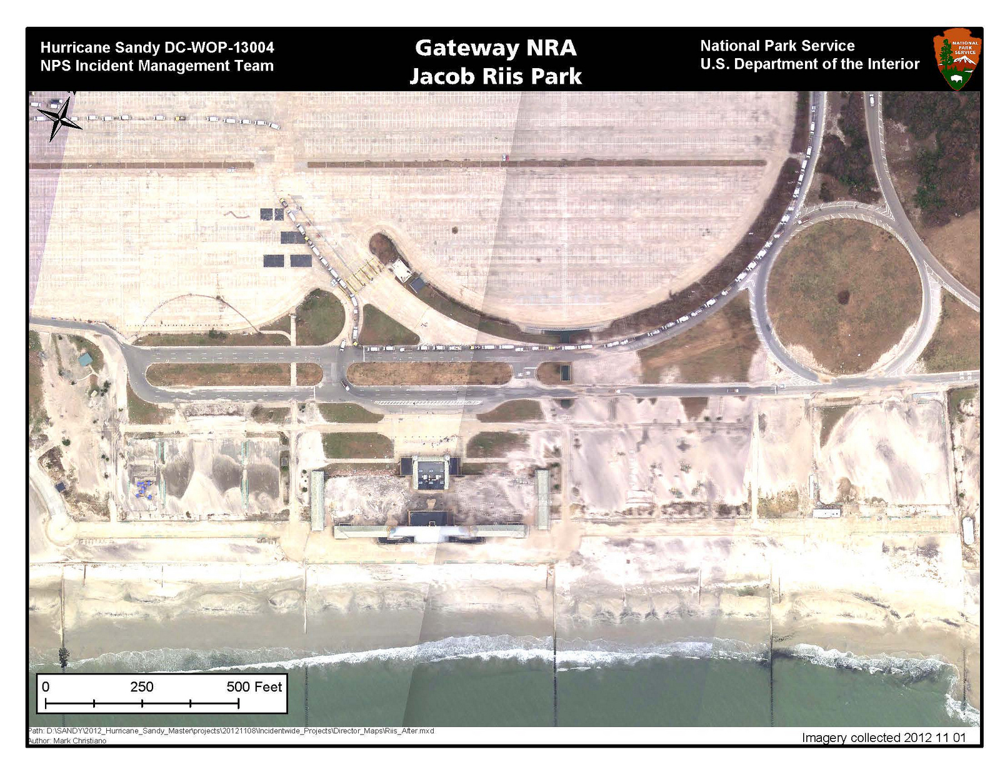 Hurricane Sandy DC-WOP-13004
NPS Incident Management Team
Gateway NRA
Jacob Riis Park
National Park Service
U.S. Department of the Interior
NATIONAL
PARK
SERVICE
0 250 500 Feet
Path: D:\SANDY\2012_Hurricane_Sandy_Master\projects\20121108\Incidentwide_Projects\Director_Maps\Riis_After.mxd
Author: Mark Christiano
Imagery collected 2012 11 01